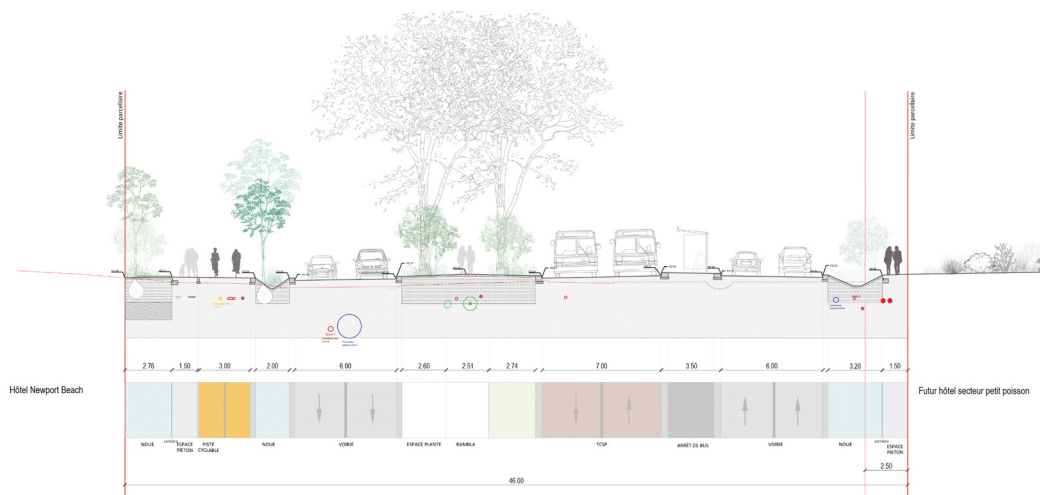 Limite parcellaire
Limite parcellaire
2.76 1.50 3.00 2.00 6.00 2.60 2.51 2.74 7.00 3.50 6.00 3.20 1.50
Hôtel Newport Beach
Futur hôtel secteur petit poisson
NOUE
ESPACE
PIETON
PISTE
CYCLABLE
NOUE
VOIRIE
ESPACE PLANTE
RAMBLA
TCSP
ARRÊT DE BUS
VOIRIE
NOUE
ESPACE
PIETON
2.50
46.00